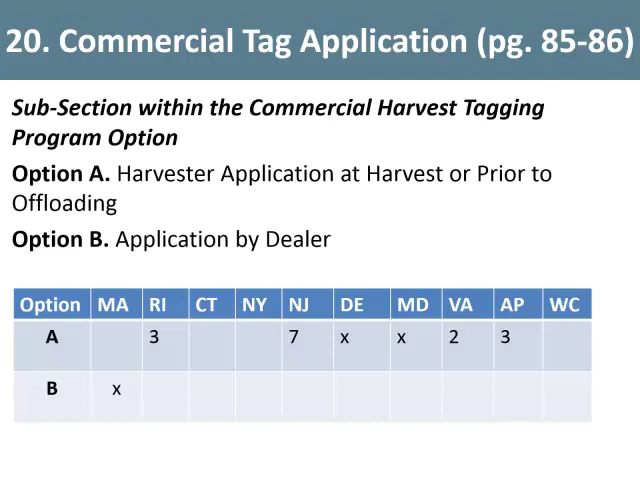 20. Commercial Tag Application (pg. 85-86)
Sub-Section within the Commercial Harvest Tagging
Program Option
Option A. Harvester Application at Harvest or Prior to
Offloading
Option B. Application by Dealer
Option MA RI CT NY NJ DE MD VA AP WC
A 3 7 x x 2 3
B x